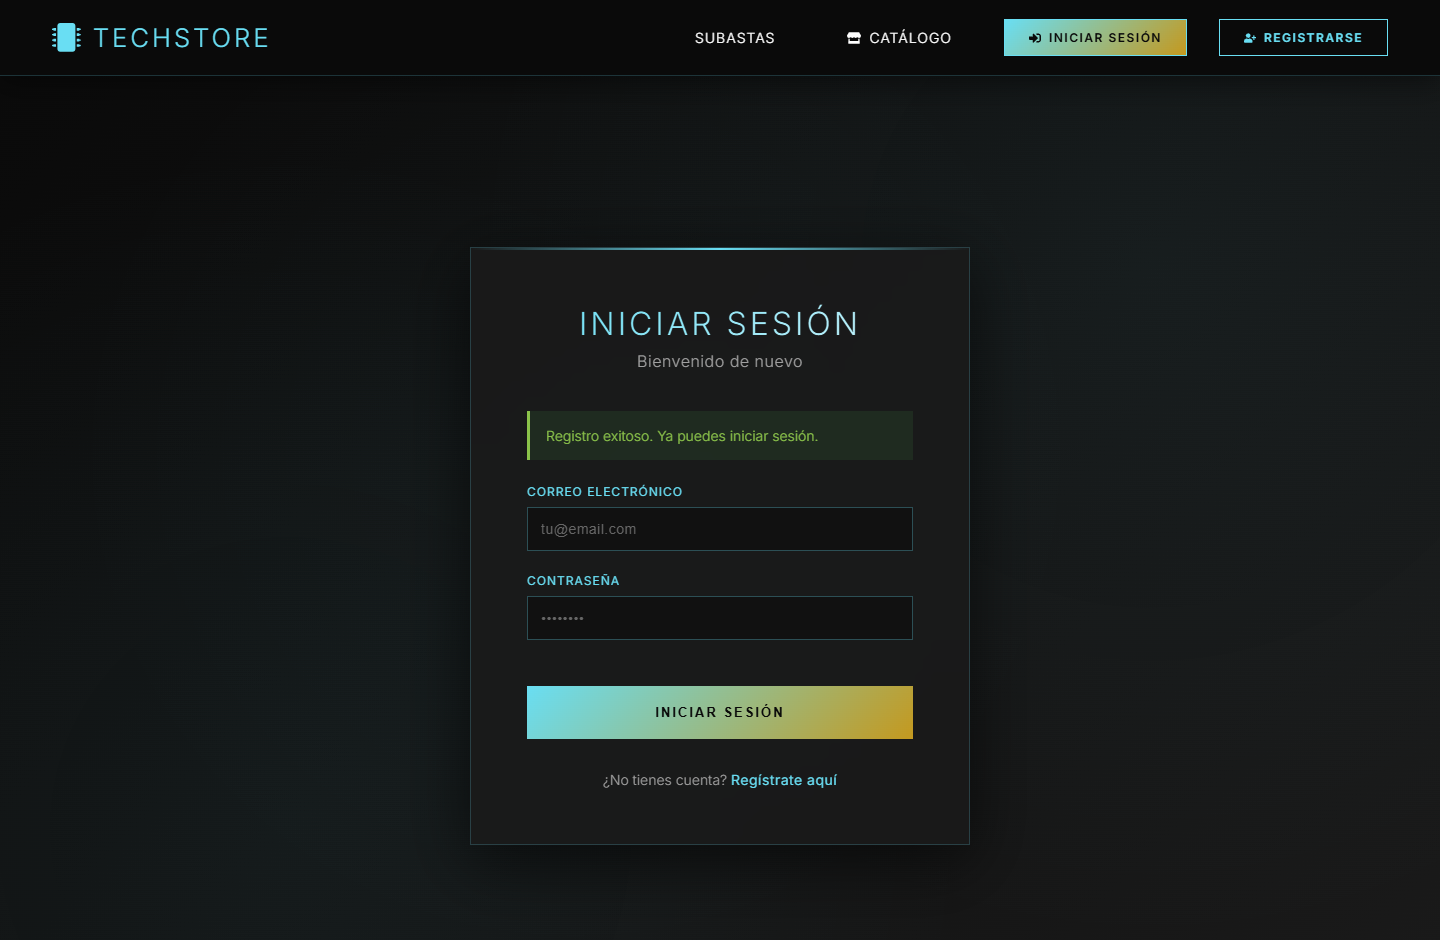 TECHSTORE
SUBASTAS
CATÁLOGO
INICIAR SESIÓN
REGISTRARSE
INICIAR SESIÓN
Bienvenido de nuevo
Registro exitoso. Ya puedes iniciar sesión.
CORREO ELECTRÓNICO
tu@email.com
CONTRASEÑA
••••••••
INICIAR SESIÓN
¿No tienes cuenta? Regístrate aquí